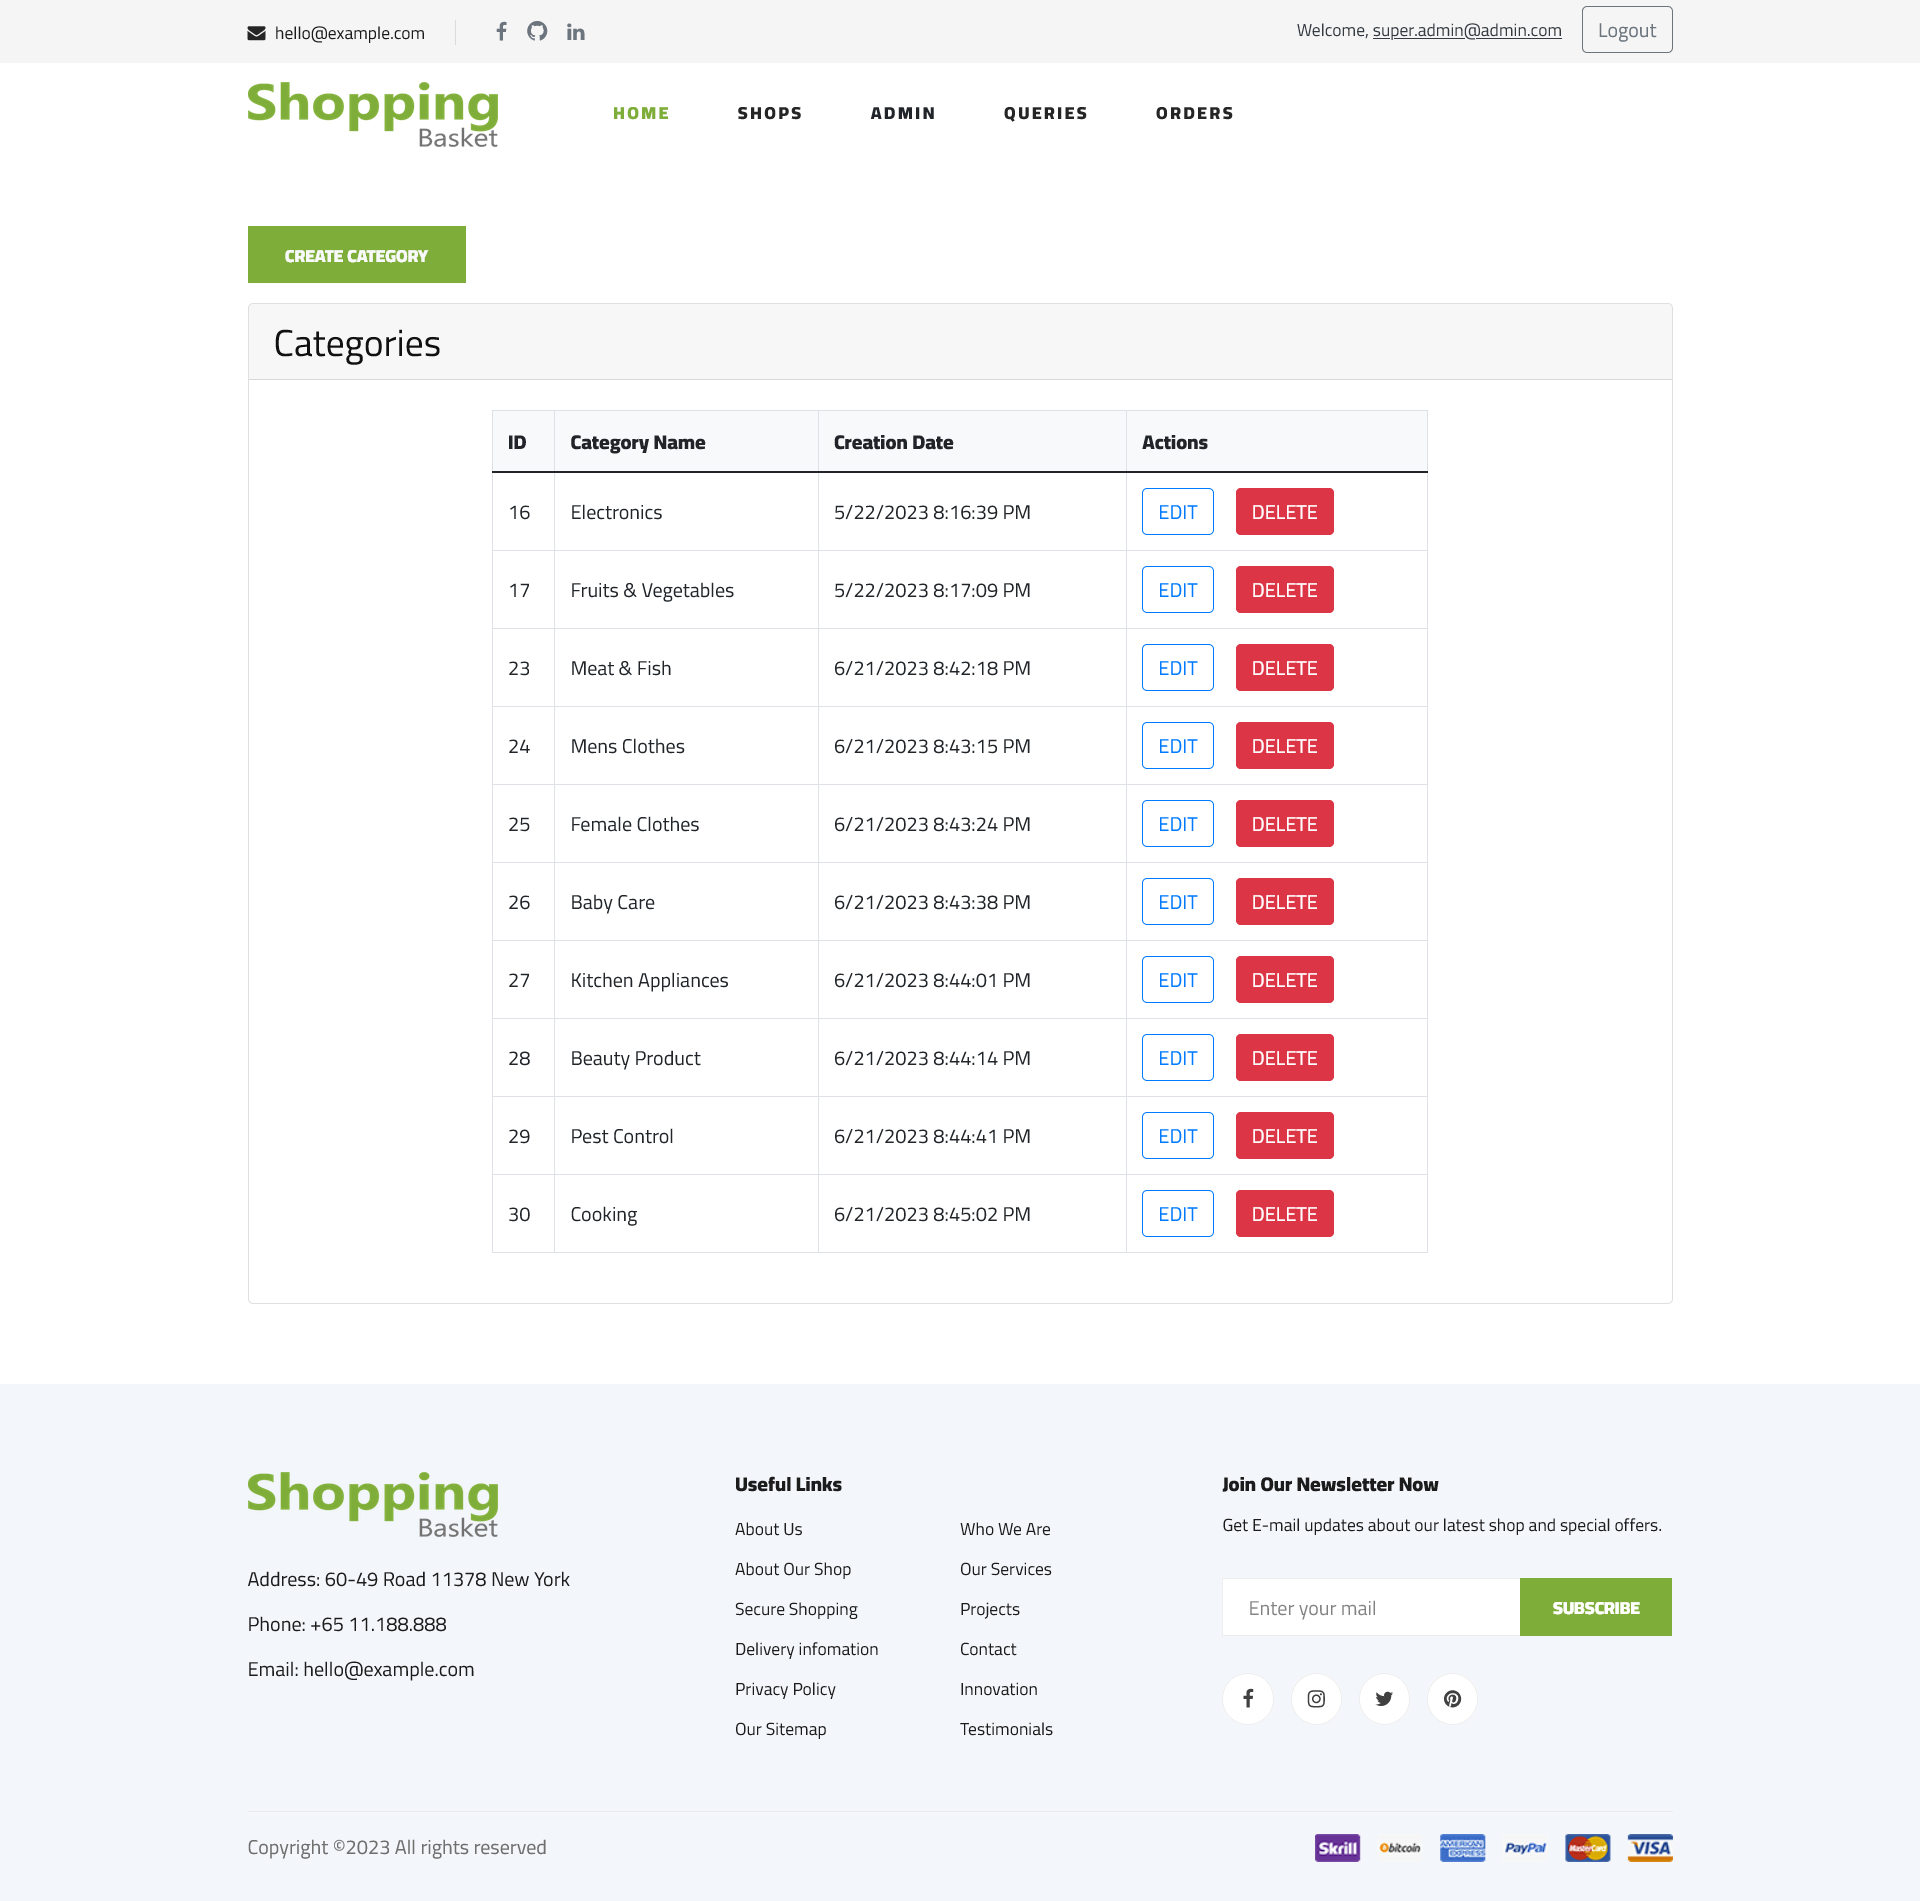 hello@example.com
Welcome, super.admin@admin.com Logout
Shopping
Basket
HOME SHOPS ADMIN QUERIES ORDERS
CREATE CATEGORY
Categories
ID Category Name Creation Date Actions
16 Electronics 5/22/2023 8:16:39 PM EDIT DELETE
17 Fruits & Vegetables 5/22/2023 8:17:09 PM EDIT DELETE
23 Meat & Fish 6/21/2023 8:42:18 PM EDIT DELETE
24 Mens Clothes 6/21/2023 8:43:15 PM EDIT DELETE
25 Female Clothes 6/21/2023 8:43:24 PM EDIT DELETE
26 Baby Care 6/21/2023 8:43:38 PM EDIT DELETE
27 Kitchen Appliances 6/21/2023 8:44:01 PM EDIT DELETE
28 Beauty Product 6/21/2023 8:44:14 PM EDIT DELETE
29 Pest Control 6/21/2023 8:44:41 PM EDIT DELETE
30 Cooking 6/21/2023 8:45:02 PM EDIT DELETE
Shopping
Basket
Address: 60-49 Road 11378 New York
Phone: +65 11.188.888
Email: hello@example.com
Useful Links
About Us
About Our Shop
Secure Shopping
Delivery infomation
Privacy Policy
Our Sitemap
Who We Are
Our Services
Projects
Contact
Innovation
Testimonials
Join Our Newsletter Now
Get E-mail updates about our latest shop and special offers.
Enter your mail SUBSCRIBE
Copyright ©2023 All rights reserved
Skrill bitcoin AMERICAN EXPRESS PayPal MasterCard VISA